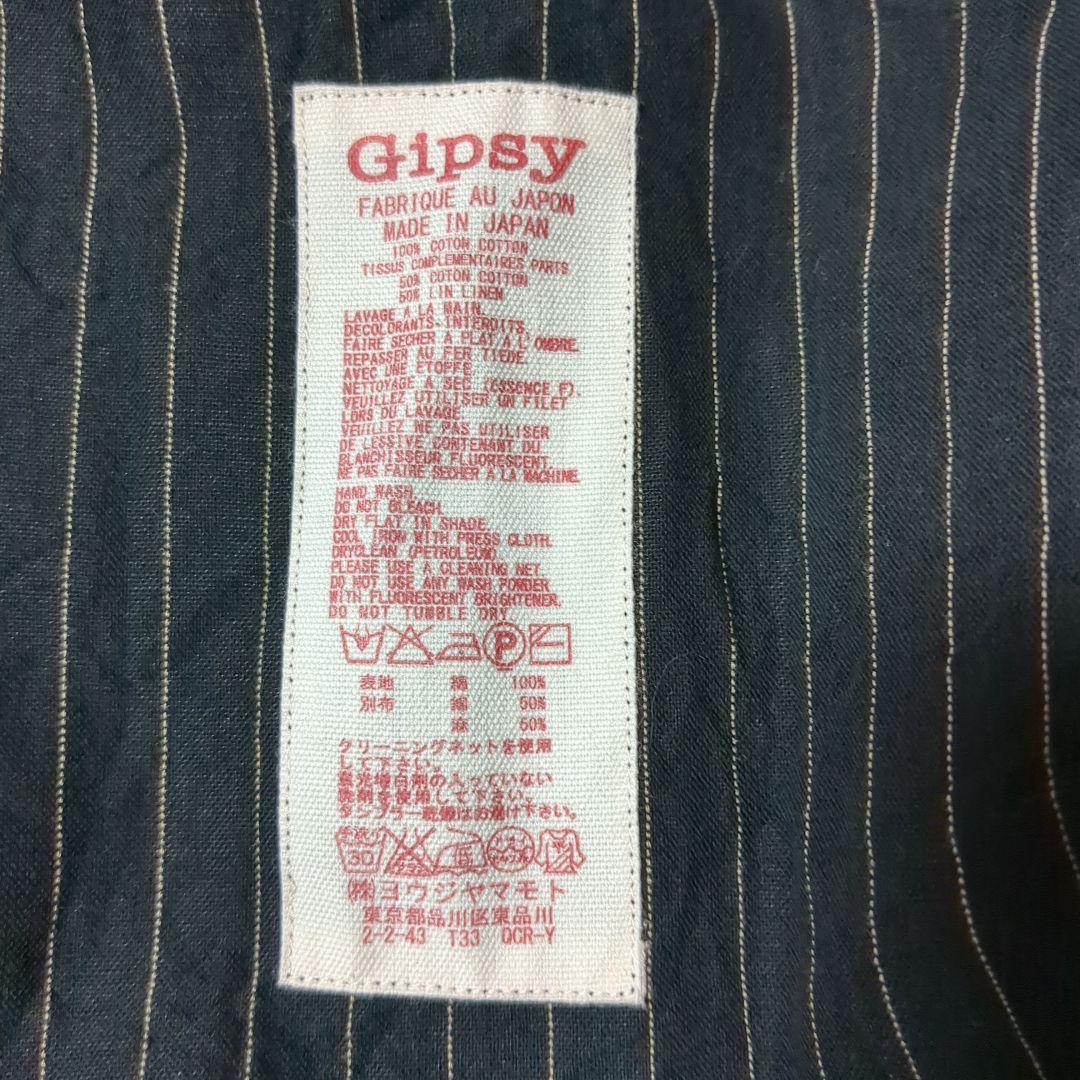 Gipsy
FABRIQUE AU JAPON
MADE IN JAPAN
100% COTON COTTON
TISSUS COMPLEMENTAIRES PARTS
50% COTON COTTON
50% LIN LINEN
LAVAGE A LA MAIN.
DECOLORANTS INTERDITS.
FAIRE SECHER A PLAT A L'OMBRE.
REPASSER AU FER TIEDE.
AVEC UNE ETOFFE
NETTOYAGE A SEC (ESSENCE F).
VEUILLEZ UTILISER UN FILET
LORS DU LAVAGE.
VEUILLEZ NE PAS UTILISER
DE LESSIVE CONTENANT DU
BLANCHISSEUR FLUORESCENT.
NE PAS FAIRE SECHER A LA MACHINE.
HAND WASH.
DO NOT BLEACH.
DRY FLAT IN SHADE.
COOL IRON WITH PRESS CLOTH.
DRYCLEAN (PETROLEUM).
PLEASE USE A CLEANING NET.
DO NOT USE ANY WASH POWDER
WITH FLUORESCENT BRIGHTENER.
DO NOT TUMBLE DRY.
P
表地 綿 100%
別布 綿 50%
麻 50%
クリーニングネットを使用
して下さい。
蛍光増白剤の入っていない
洗剤を使用して下さい。
タンブラー乾燥はお避け下さい。
手洗イ
30 低
㈱ヨウジヤマモト
東京都品川区東品川
2-2-43 T33 QCR-Y